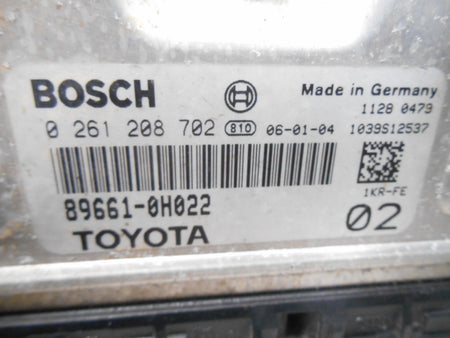 BOSCH
Made in Germany
1128 0479
0 261 208 702 810 06-01-04 1039S12537
89661-0H022
1KR-FE
TOYOTA
02